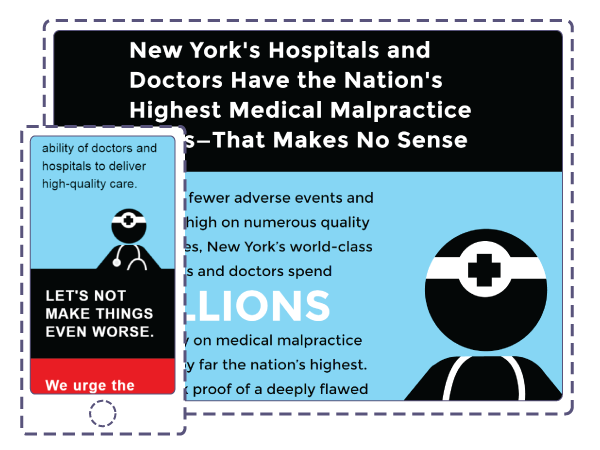 New York's Hospitals and
Doctors Have the Nation's
Highest Medical Malpractice
—That Makes No Sense
fewer adverse events and
high on numerous quality
New York's world-class
and doctors spend
on medical malpractice
far the nation's highest.
proof of a deeply flawed
ability of doctors and
hospitals to deliver
high-quality care.
LET'S NOT
MAKE THINGS
EVEN WORSE.
We urge the